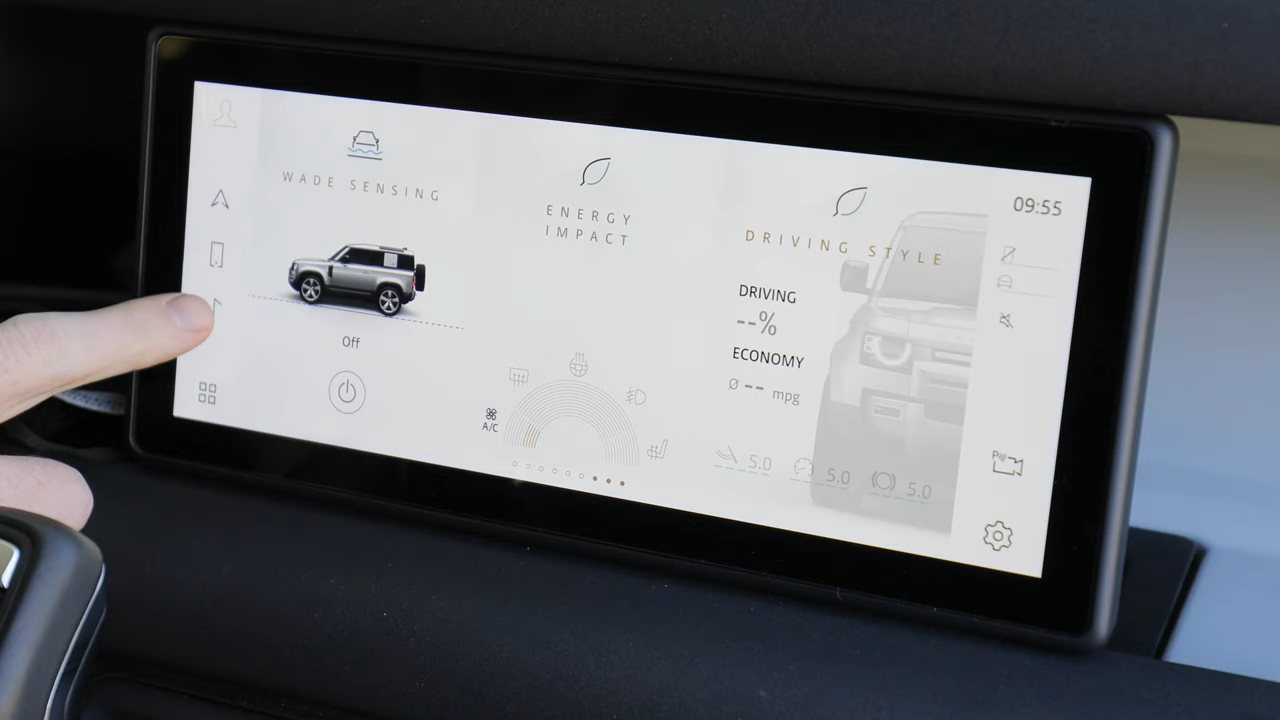 WADE SENSING
Off
ENERGY
IMPACT
A/C
DRIVING STYLE
DRIVING
--%
ECONOMY
Ø -- mpg
5.0 5.0 5.0
09:55
P